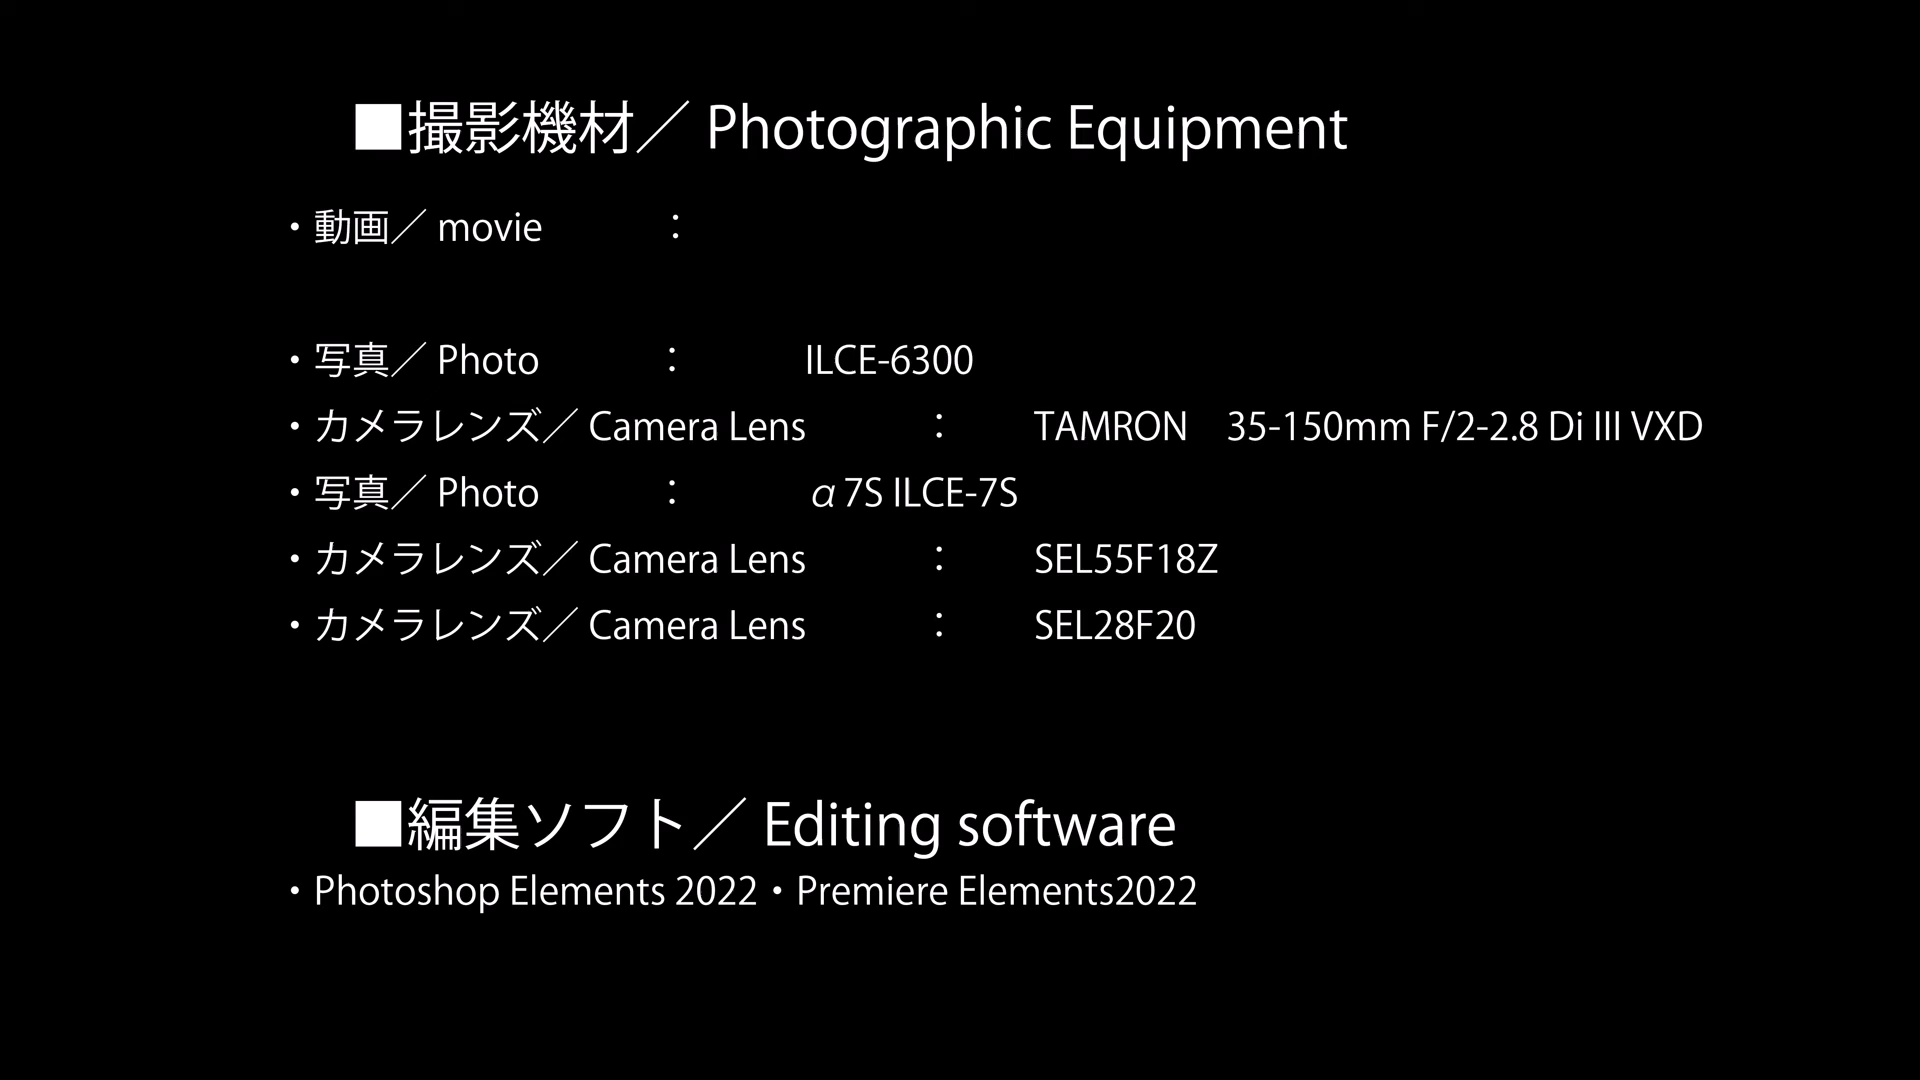 ■撮影機材／ Photographic Equipment
・動画／ movie　　　：
・写真／ Photo　　　：　　　ILCE-6300
・カメラレンズ／ Camera Lens　　　：　　TAMRON　35-150mm F/2-2.8 Di III VXD
・写真／ Photo　　　：　　　α7S ILCE-7S
・カメラレンズ／ Camera Lens　　　：　　SEL55F18Z
・カメラレンズ／ Camera Lens　　　：　　SEL28F20
■編集ソフト／ Editing software
・Photoshop Elements 2022・Premiere Elements2022